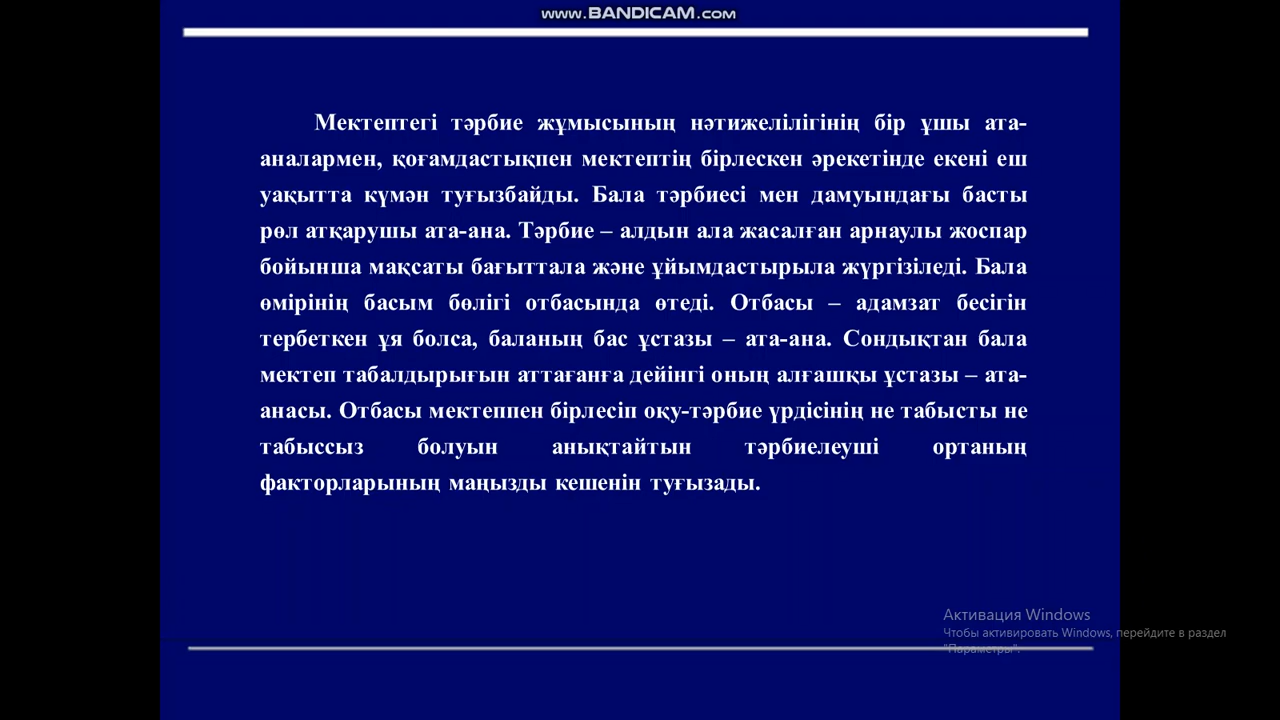 www.BANDICAM.com
Мектептегі тәрбие жұмысының нәтижелілігінің бір ұшы ата-
аналармен, қоғамдастықпен мектептің бірлескен әрекетінде екені еш
уақытта күмән туғызбайды. Бала тәрбиесі мен дамуындағы басты
рөл атқарушы ата-ана. Тәрбие – алдын ала жасалған арнаулы жоспар
бойынша мақсаты бағыттала және ұйымдастырыла жүргізіледі. Бала
өмірінің басым бөлігі отбасында өтеді. Отбасы – адамзат бесігін
тербеткен ұя болса, баланың бас ұстазы – ата-ана. Сондықтан бала
мектеп табалдырығын аттағанға дейінгі оның алғашқы ұстазы – ата-
анасы. Отбасы мектеппен бірлесіп оқу-тәрбие үрдісінің не табысты не
табыссыз болуын анықтайтын тәрбиелеуші ортаның
факторларының маңызды кешенін туғызады.
Активация Windows
Чтобы активировать Windows, перейдите в раздел
"Параметры".